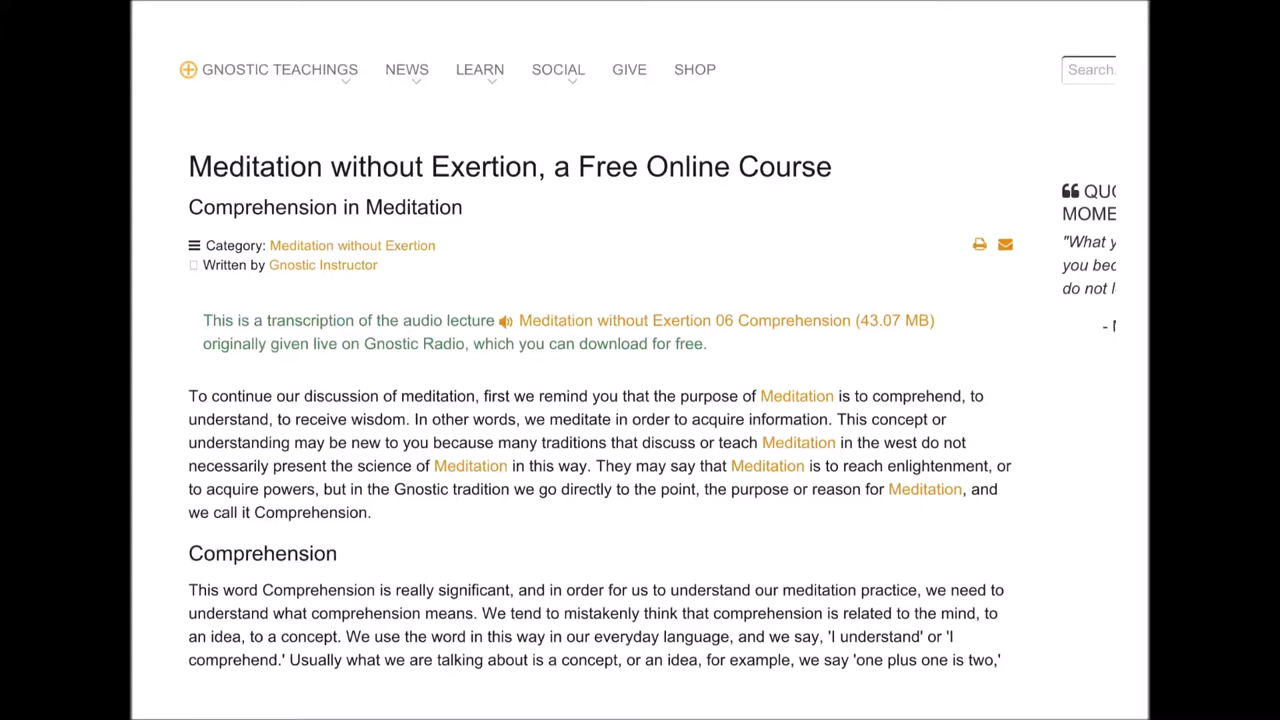 GNOSTIC TEACHINGS NEWS LEARN SOCIAL GIVE SHOP
Search.
Meditation without Exertion, a Free Online Course
Comprehension in Meditation
Category: Meditation without Exertion
Written by Gnostic Instructor
This is a transcription of the audio lecture Meditation without Exertion 06 Comprehension (43.07 MB)
originally given live on Gnostic Radio, which you can download for free.
To continue our discussion of meditation, first we remind you that the purpose of Meditation is to comprehend, to
understand, to receive wisdom. In other words, we meditate in order to acquire information. This concept or
understanding may be new to you because many traditions that discuss or teach Meditation in the west do not
necessarily present the science of Meditation in this way. They may say that Meditation is to reach enlightenment, or
to acquire powers, but in the Gnostic tradition we go directly to the point, the purpose or reason for Meditation, and
we call it Comprehension.
Comprehension
This word Comprehension is really significant, and in order for us to understand our meditation practice, we need to
understand what comprehension means. We tend to mistakenly think that comprehension is related to the mind, to
an idea, to a concept. We use the word in this way in our everyday language, and we say, 'I understand' or 'I
comprehend.' Usually what we are talking about is a concept, or an idea, for example, we say 'one plus one is two,'
"What
you
do not